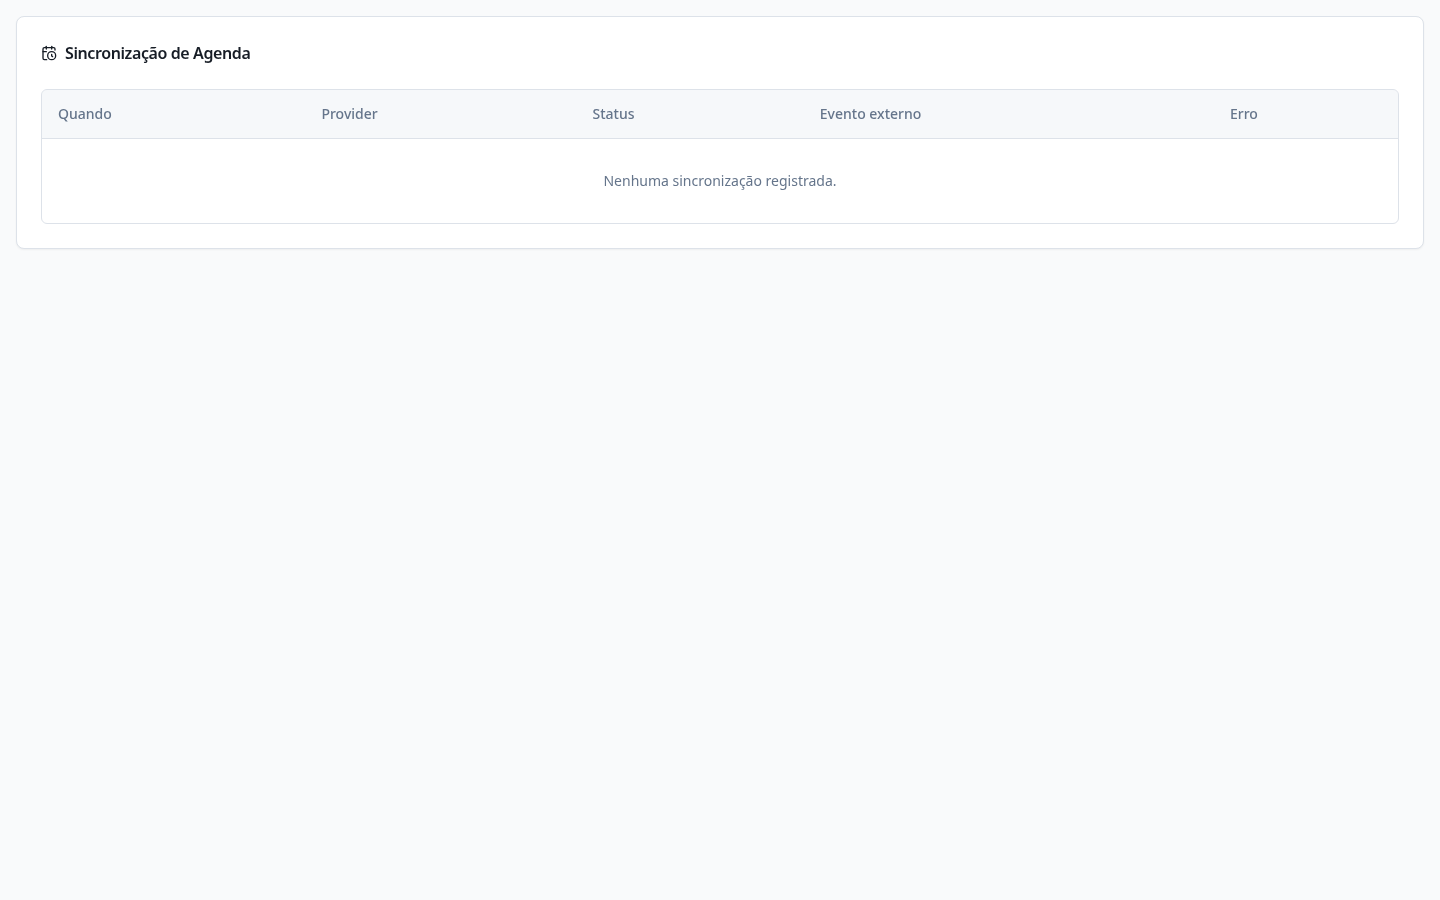 Sincronização de Agenda
Quando Provider Status Evento externo Erro
Nenhuma sincronização registrada.